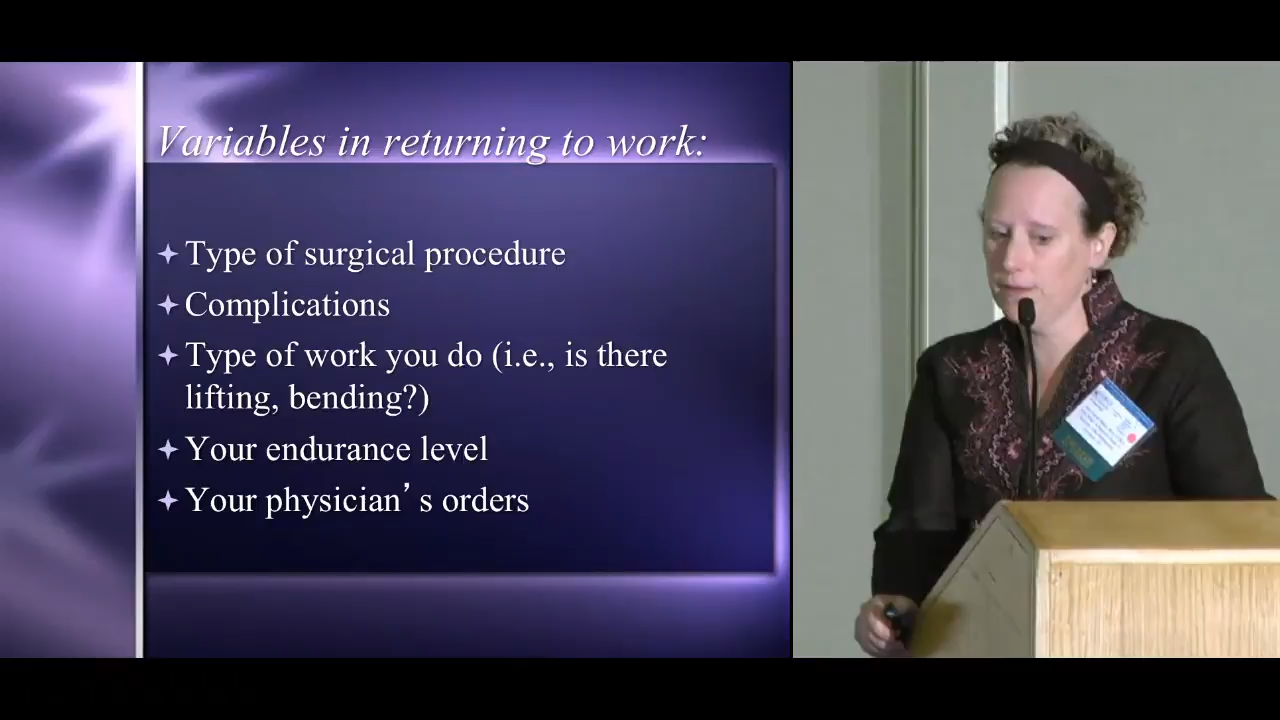 Variables in returning to work:
Type of surgical procedure
Complications
Type of work you do (i.e., is there
lifting, bending?)
Your endurance level
Your physician’s orders